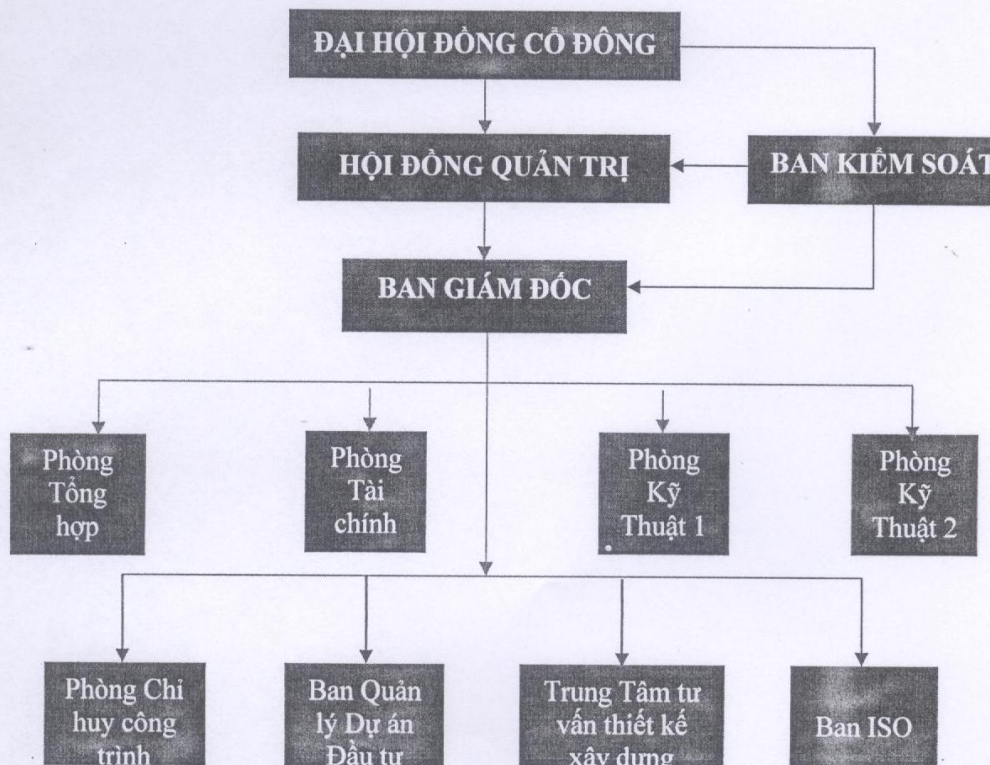 ĐẠI HỘI ĐỒNG CỔ ĐÔNG
HỘI ĐỒNG QUẢN TRỊ
BAN KIỂM SOÁT
BAN GIÁM ĐỐC
Phòng
Tổng
hợp
Phòng
Tài
chính
Phòng
Kỹ
Thuật 1
Phòng
Kỹ
Thuật 2
Phòng Chỉ
huy công
trình
Ban Quản
lý Dự án
Đầu tư
Trung Tâm tư
vấn thiết kế
xây dựng
Ban ISO